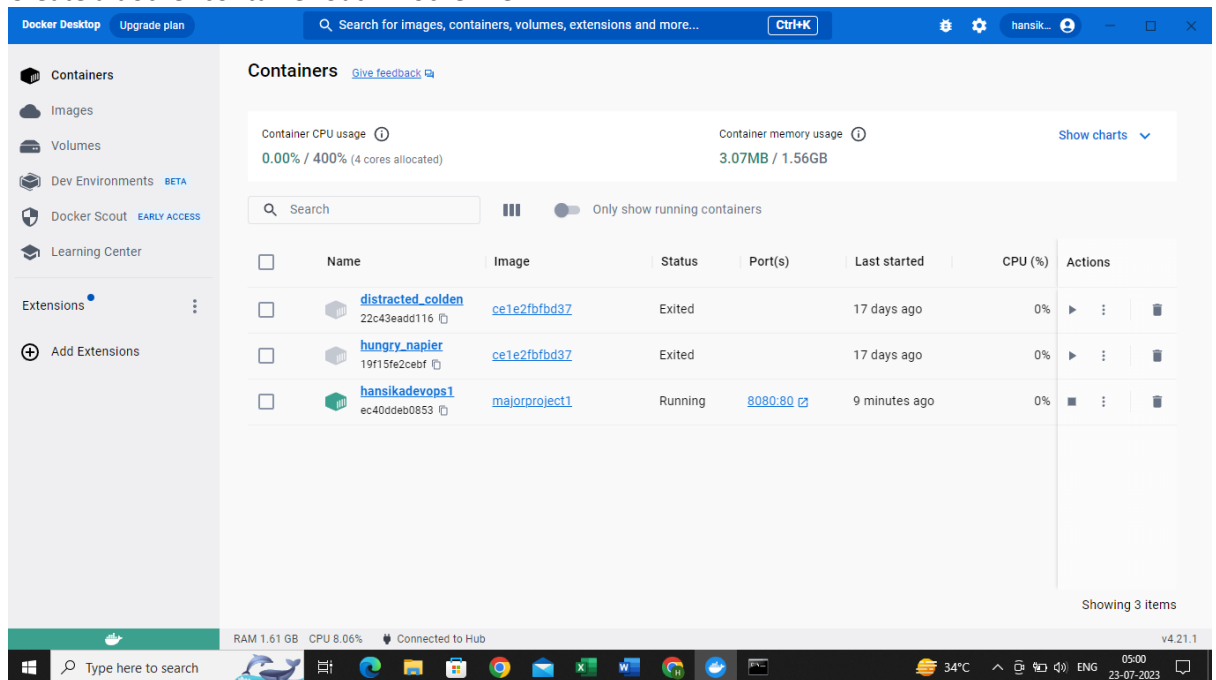 Docker Desktop Upgrade plan Search for images, containers, volumes, extensions and more... Ctrl+K hansik...
Containers
Images
Volumes
Dev Environments BETA
Docker Scout EARLY ACCESS
Learning Center
Extensions
Add Extensions
Containers Give feedback
Container CPU usage
0.00% / 400% (4 cores allocated)
Container memory usage
3.07MB / 1.56GB
Show charts
Search Only show running containers
Name Image Status Port(s) Last started CPU (%) Actions
distracted_colden
22c43eadd116 ce1e2fbfbd37 Exited 17 days ago 0%
hungry_napier
19f15fe2cebf ce1e2fbfbd37 Exited 17 days ago 0%
hansikadevops1
ec40ddeb0853 majorproject1 Running 8080:80 9 minutes ago 0%
Showing 3 items
RAM 1.61 GB CPU 8.06% Connected to Hub v4.21.1
Type here to search 34°C ENG 05:00
23-07-2023